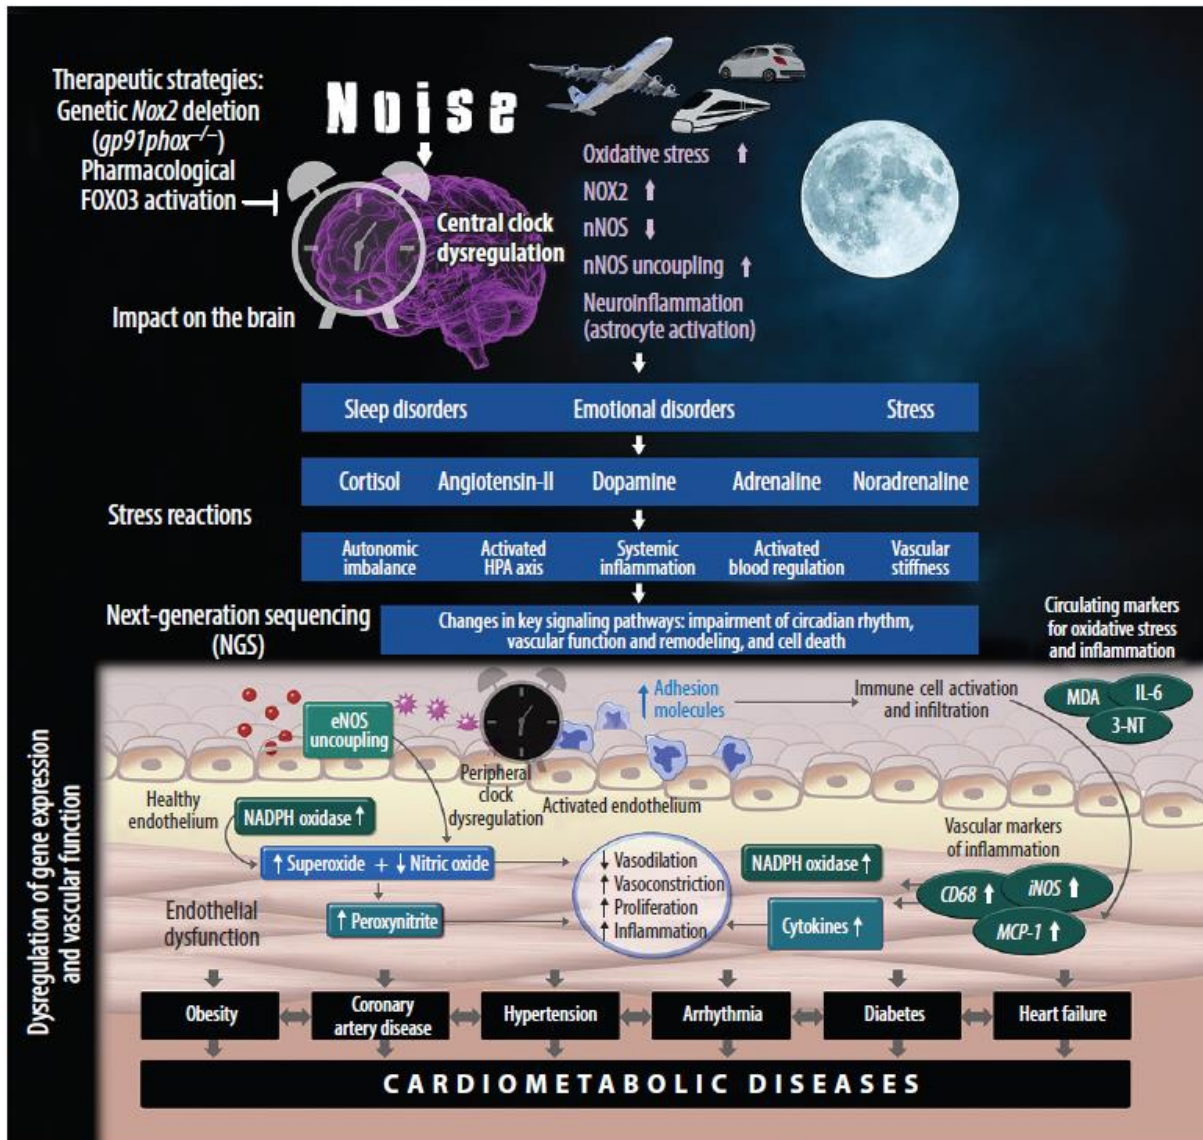 Therapeutic strategies:
Genetic Nox2 deletion
(gp91phox−/−)
Pharmacological
FOX03 activation
Noise
Central clock
dysregulation
Oxidative stress ↑
NOX2 ↑
nNOS ↓
nNOS uncoupling ↑
Neuroinflammation
(astrocyte activation)
Impact on the brain
Sleep disorders Emotional disorders Stress
Cortisol Angiotensin-II Dopamine Adrenaline Noradrenaline
Stress reactions
Autonomic
imbalance
Activated
HPA axis
Systemic
inflammation
Activated
blood regulation
Vascular
stiffness
Next-generation sequencing
(NGS)
Changes in key signaling pathways: impairment of circadian rhythm,
vascular function and remodeling, and cell death
Circulating markers
for oxidative stress
and inflammation
MDA
IL-6
3-NT
Dysregulation of gene expression
and vascular function
eNOS
uncoupling
↑ Adhesion
molecules
Immune cell activation
and infiltration
Peripheral
clock
dysregulation
Activated endothelium
Healthy
endothelium
NADPH oxidase ↑
↑ Superoxide + ↓ Nitric oxide
↑ Peroxynitrite
Endothelial
dysfunction
↓ Vasodilation
↑ Vasoconstriction
↑ Proliferation
↑ Inflammation
NADPH oxidase ↑
Cytokines ↑
Vascular markers
of inflammation
CD68 ↑
iNOS ↑
MCP-1 ↑
Obesity
Coronary
artery disease
Hypertension
Arrhythmia
Diabetes
Heart failure
CARDIOMETABOLIC DISEASES